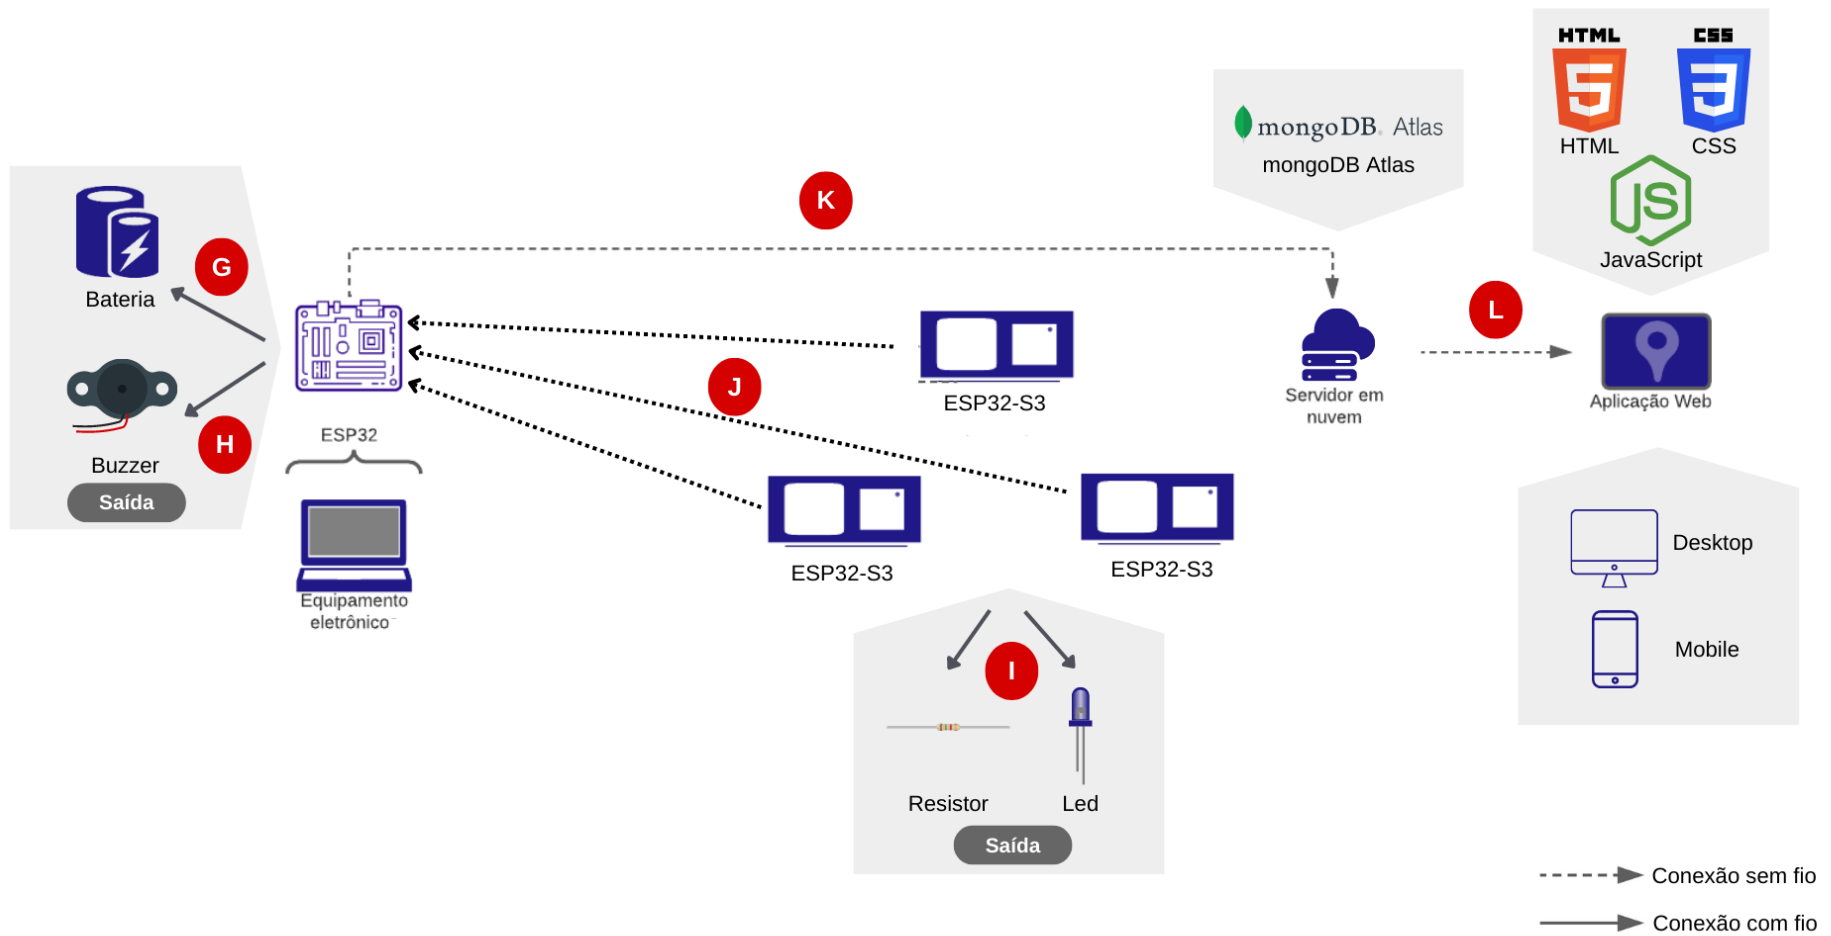 HTML
CSS
HTML
CSS
JS
JavaScript
mongoDB. Atlas
mongoDB Atlas
K
G
Bateria
L
J
H
Buzzer
Saída
ESP32
Equipamento
eletrônico
ESP32-S3
ESP32-S3
ESP32-S3
Servidor em
nuvem
Aplicação Web
Desktop
Mobile
I
Resistor
Led
Saída
Conexão sem fio
Conexão com fio